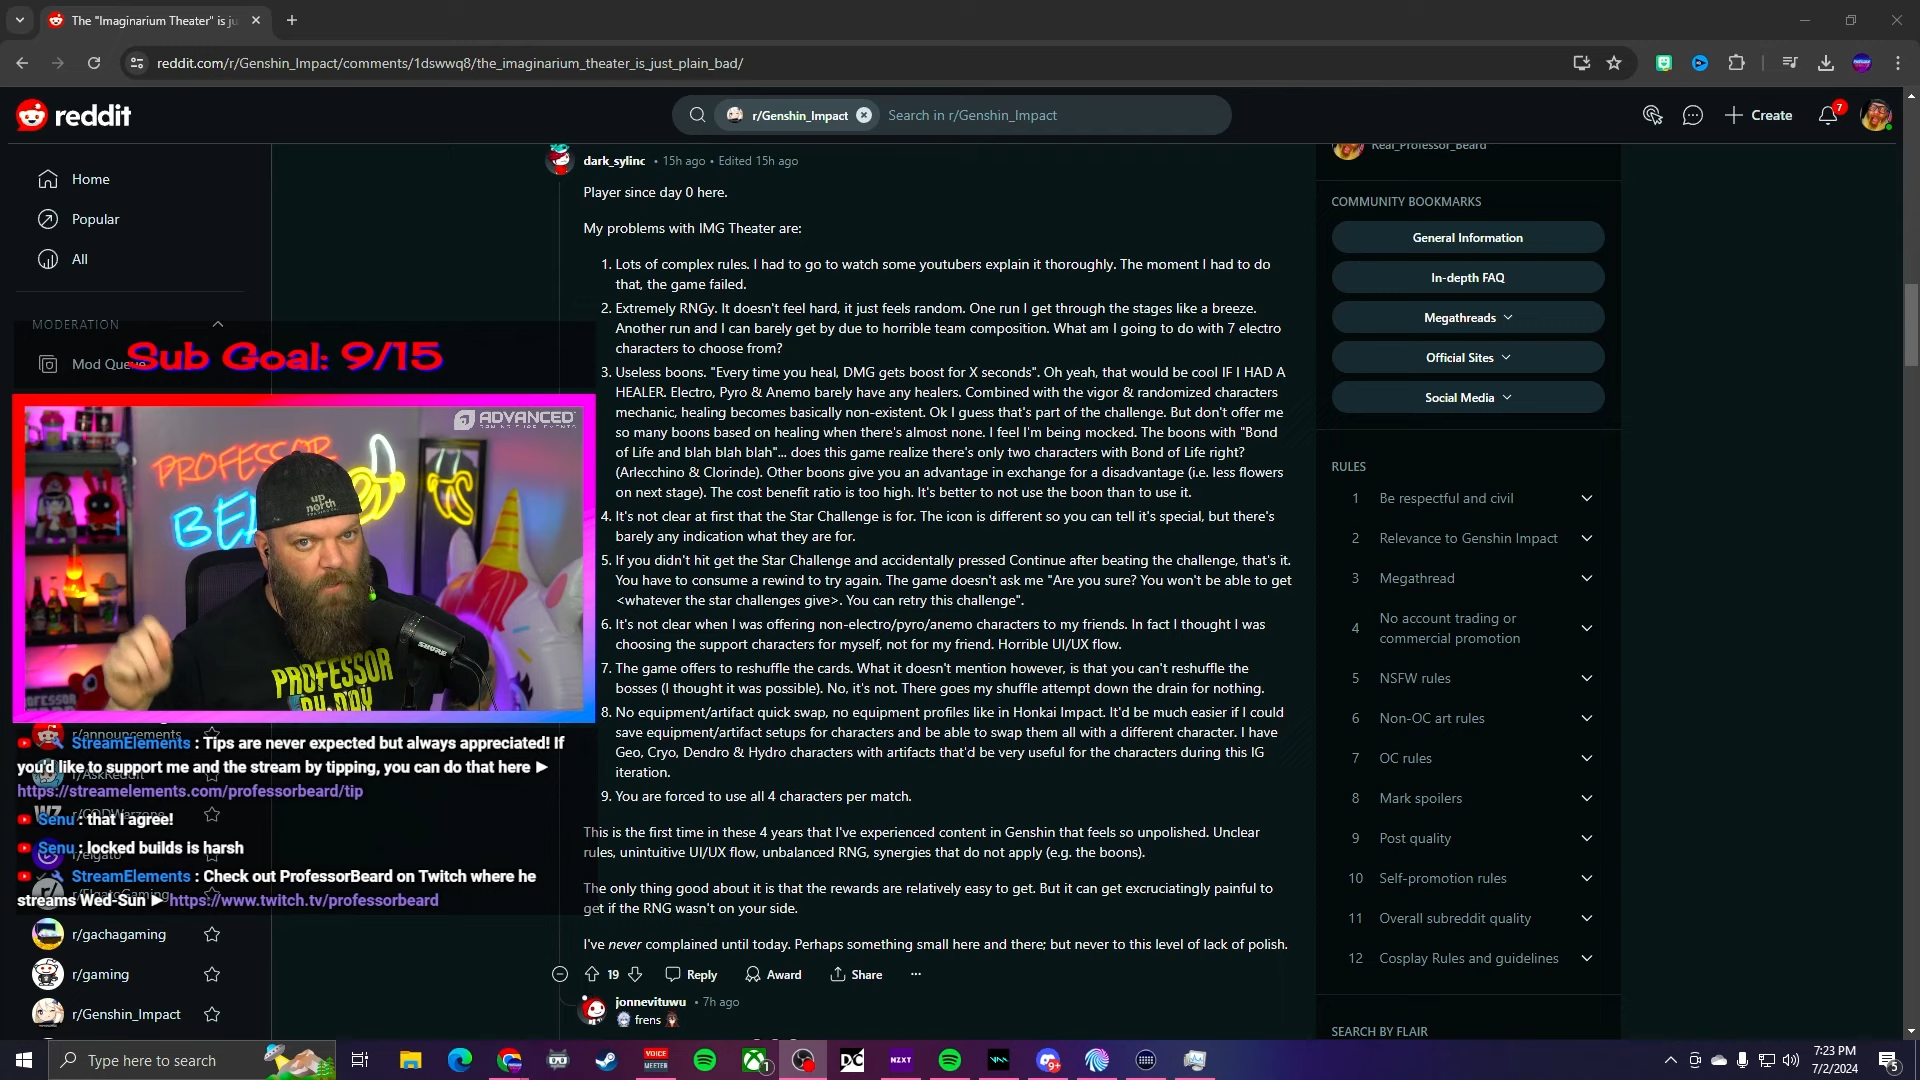 The "Imaginarium Theater" is ju
reddit.com/r/Genshin_Impact/comments/1dswwq8/the_imaginarium_theater_is_just_plain_bad/
reddit
r/Genshin_Impact
Search in r/Genshin_Impact
Create
7
Home
Popular
All
MODERATION
Mod Queue
Sub Goal: 9/15
ADVANCED
PROFESSOR
BEA
up
north
PROFESSOR
BY DAY
r/announcements
StreamElements : Tips are never expected but always appreciated! If
you'd like to support me and the stream by tipping, you can do that here ►
r/AskReddit
https://streamelements.com/professorbeard/tip
r/CODWarzone
Senu : that I agree!
Senu : locked builds is harsh
r/elgato
StreamElements : Check out ProfessorBeard on Twitch where he
streams Wed-Sun ► https://www.twitch.tv/professorbeard
r/ElgatoGaming
r/gachagaming
r/gaming
r/Genshin_Impact
dark_sylinc • 15h ago • Edited 15h ago
Player since day 0 here.
My problems with IMG Theater are:
1. Lots of complex rules. I had to go to watch some youtubers explain it thoroughly. The moment I had to do
that, the game failed.
2. Extremely RNGy. It doesn't feel hard, it just feels random. One run I get through the stages like a breeze.
Another run and I can barely get by due to horrible team composition. What am I going to do with 7 electro
characters to choose from?
3. Useless boons. "Every time you heal, DMG gets boost for X seconds". Oh yeah, that would be cool IF I HAD A
HEALER. Electro, Pyro & Anemo barely have any healers. Combined with the vigor & randomized characters
mechanic, healing becomes basically non-existent. Ok I guess that's part of the challenge. But don't offer me
so many boons based on healing when there's almost none. I feel I'm being mocked. The boons with "Bond
of Life and blah blah blah"... does this game realize there's only two characters with Bond of Life right?
(Arlecchino & Clorinde). Other boons give you an advantage in exchange for a disadvantage (i.e. less flowers
on next stage). The cost benefit ratio is too high. It's better to not use the boon than to use it.
4. It's not clear at first that the Star Challenge is for. The icon is different so you can tell it's special, but there's
barely any indication what they are for.
5. If you didn't hit get the Star Challenge and accidentally pressed Continue after beating the challenge, that's it.
You have to consume a rewind to try again. The game doesn't ask me "Are you sure? You won't be able to get
<whatever the star challenges give>. You can retry this challenge".
6. It's not clear when I was offering non-electro/pyro/anemo characters to my friends. In fact I thought I was
choosing the support characters for myself, not for my friend. Horrible UI/UX flow.
7. The game offers to reshuffle the cards. What it doesn't mention however, is that you can't reshuffle the
bosses (I thought it was possible). No, it's not. There goes my shuffle attempt down the drain for nothing.
8. No equipment/artifact quick swap, no equipment profiles like in Honkai Impact. It'd be much easier if I could
save equipment/artifact setups for characters and be able to swap them all with a different character. I have
Geo, Cryo, Dendro & Hydro characters with artifacts that'd be very useful for the characters during this IG
iteration.
9. You are forced to use all 4 characters per match.
This is the first time in these 4 years that I've experienced content in Genshin that feels so unpolished. Unclear
rules, unintuitive UI/UX flow, unbalanced RNG, synergies that do not apply (e.g. the boons).
The only thing good about it is that the rewards are relatively easy to get. But it can get excruciatingly painful to
get if the RNG wasn't on your side.
I've never complained until today. Perhaps something small here and there; but never to this level of lack of polish.
19
Reply
Award
Share
jonnevituwu • 7h ago
frens
Real_Professor_Beard
COMMUNITY BOOKMARKS
General Information
In-depth FAQ
Megathreads
Official Sites
Social Media
RULES
1 Be respectful and civil
2 Relevance to Genshin Impact
3 Megathread
4 No account trading or
commercial promotion
5 NSFW rules
6 Non-OC art rules
7 OC rules
8 Mark spoilers
9 Post quality
10 Self-promotion rules
11 Overall subreddit quality
12 Cosplay Rules and guidelines
SEARCH BY FLAIR
Type here to search
VOICE
MEETER
1
DC
NZXT
9+
7:23 PM
7/2/2024
5